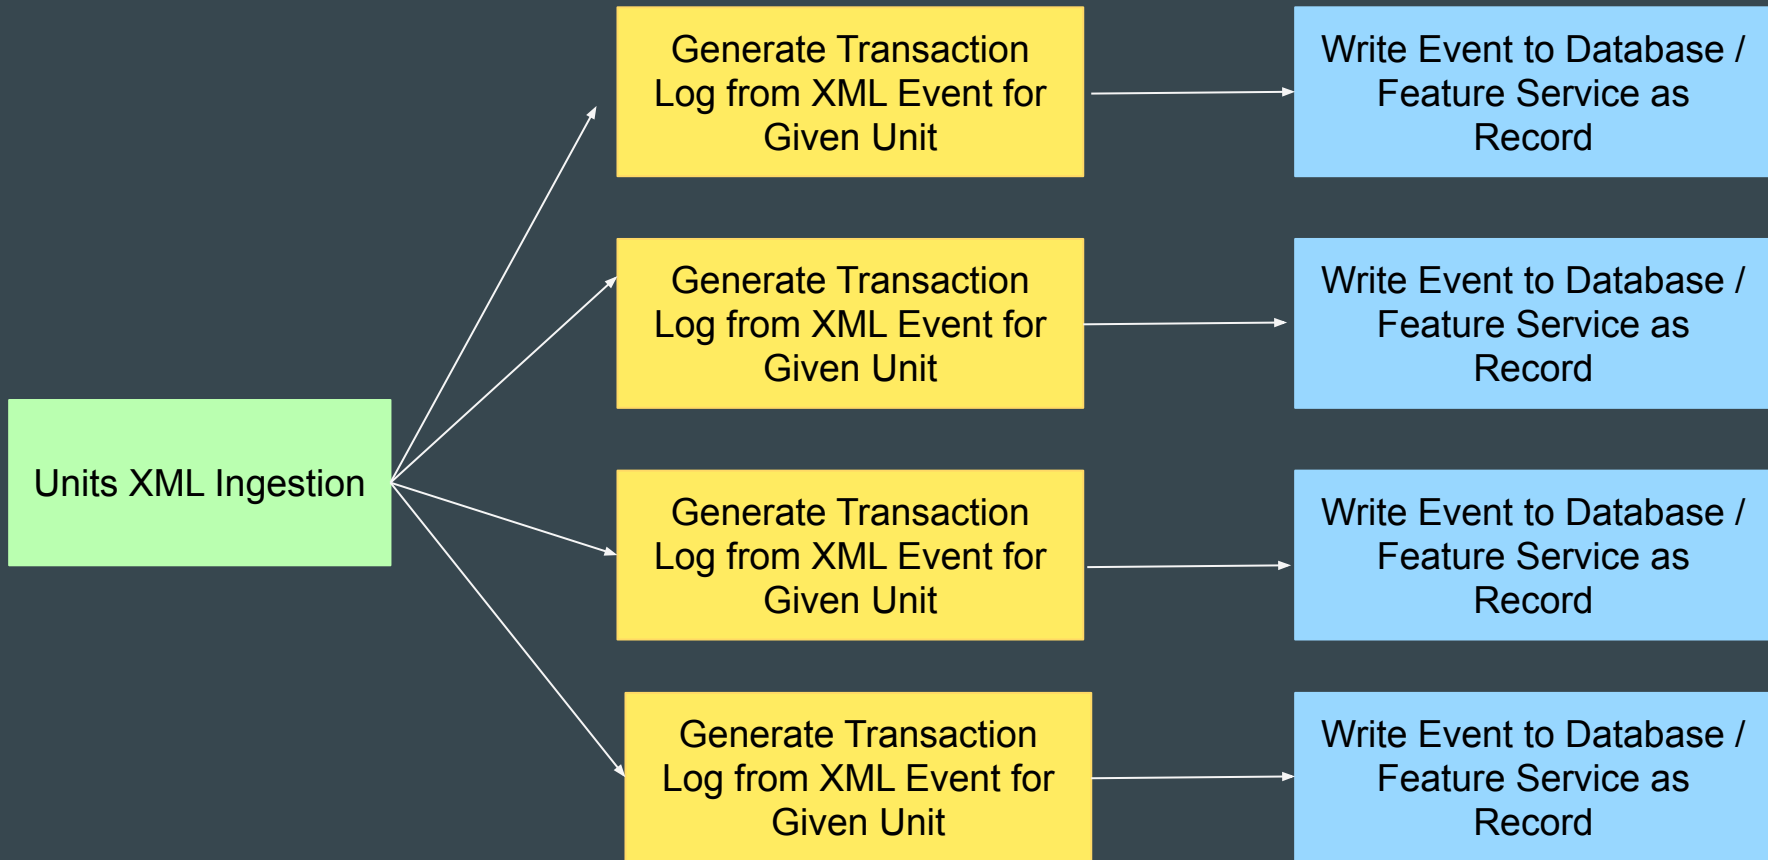 Generate Transaction
Log from XML Event for
Given Unit
Write Event to Database /
Feature Service as
Record
Generate Transaction
Log from XML Event for
Given Unit
Write Event to Database /
Feature Service as
Record
Units XML Ingestion
Generate Transaction
Log from XML Event for
Given Unit
Write Event to Database /
Feature Service as
Record
Generate Transaction
Log from XML Event for
Given Unit
Write Event to Database /
Feature Service as
Record